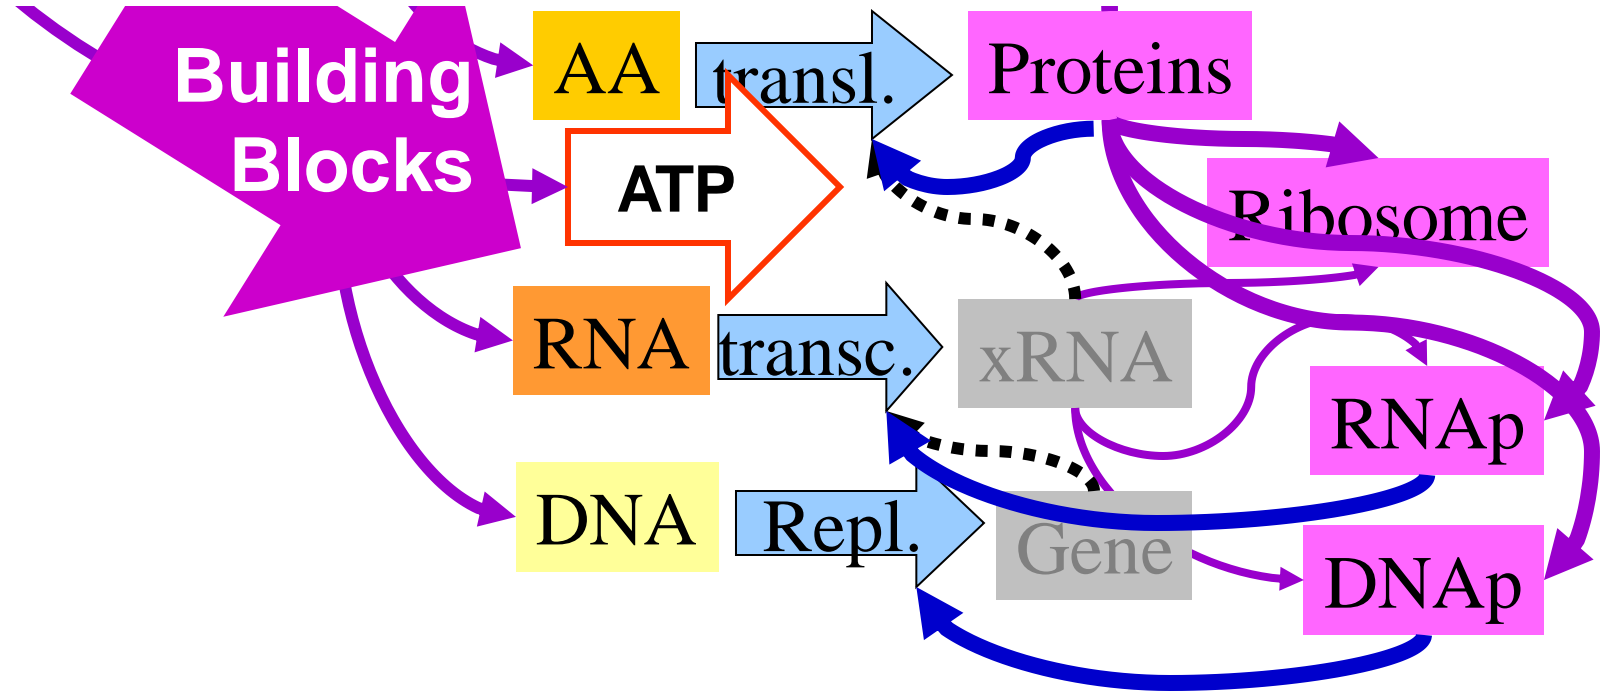 Building
Blocks
AA
transl.
Proteins
ATP
Ribosome
RNA
transc.
xRNA
RNAp
DNA
Repl.
Gene
DNAp